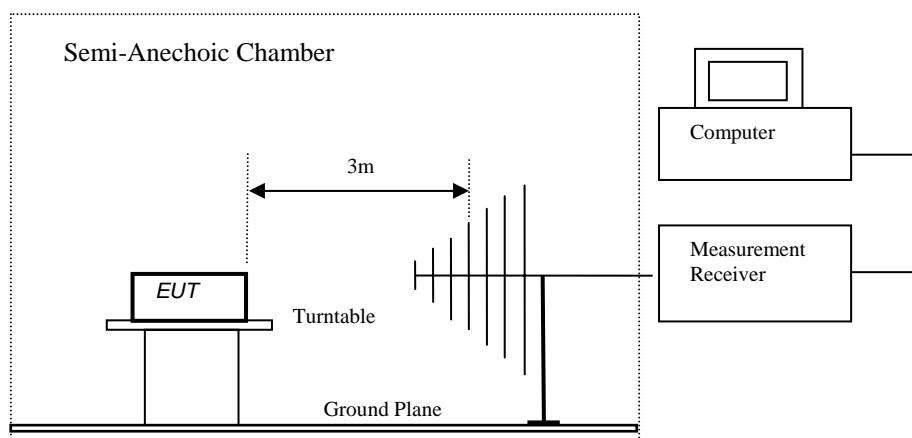 Semi-Anechoic Chamber
Computer
3m
Measurement
Receiver
EUT
Turntable
Ground Plane